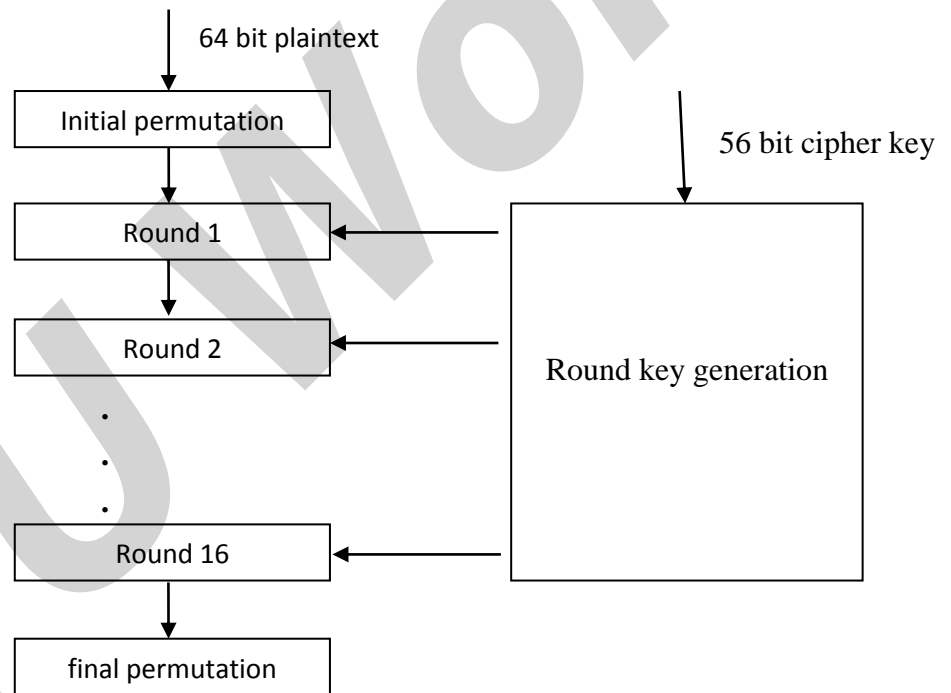 64 bit plaintext
Initial permutation
56 bit cipher key
Round 1
Round 2
Round key generation
.
.
.
Round 16
final permutation